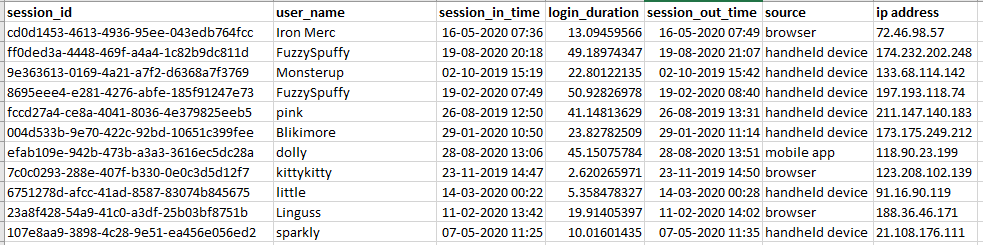 session_id user_name session_in_time login_duration session_out_time source ip address
cd0d1453-4613-4936-95ee-043edb764fcc Iron Merc 16-05-2020 07:36 13.09459566 16-05-2020 07:49 browser 72.46.98.57
ff0ded3a-4448-469f-a4a4-1c82b9dc811d FuzzySpuffy 19-08-2020 20:18 49.18974347 19-08-2020 21:07 handheld device 174.232.202.248
9e363613-0169-4a21-a7f2-d6368a7f3769 Monsterup 02-10-2019 15:19 22.80122135 02-10-2019 15:42 handheld device 133.68.114.142
8695eee4-e281-4276-abfe-185f91247e73 FuzzySpuffy 19-02-2020 07:49 50.92826978 19-02-2020 08:40 handheld device 197.193.118.74
fccd27a4-ce8a-4041-8036-4e379825eeb5 pink 26-08-2019 12:50 41.14813629 26-08-2019 13:31 handheld device 211.147.140.183
004d533b-9e70-422c-92bd-10651c399fee Blikimore 29-01-2020 10:50 23.82782509 29-01-2020 11:14 handheld device 173.175.249.212
efab109e-942b-473b-a3a3-3616ec5dc28a dolly 28-08-2020 13:06 45.15075784 28-08-2020 13:51 mobile app 118.90.23.199
7c0c0293-288e-407f-b330-0e0c3d5d12f7 kittykitty 23-11-2019 14:47 2.620265971 23-11-2019 14:50 browser 123.208.102.139
6751278d-afcc-41ad-8587-83074b845675 little 14-03-2020 00:22 5.358478327 14-03-2020 00:28 handheld device 91.16.90.119
23a8f428-54a9-41c0-a3df-25b03bf8751b Linguss 11-02-2020 13:42 19.91405397 11-02-2020 14:02 browser 188.36.46.171
107e8aa9-3898-4c28-9e51-ea456e056ed2 sparkly 07-05-2020 11:25 10.01601435 07-05-2020 11:35 handheld device 21.108.176.111